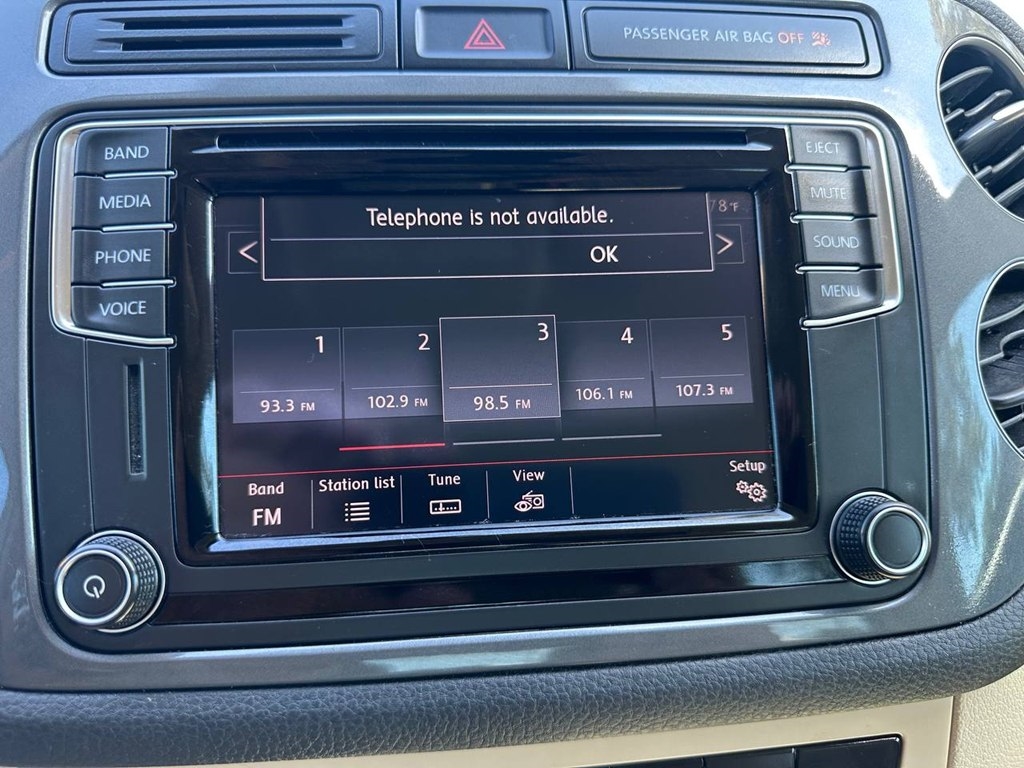 PASSENGER AIR BAG OFF
BAND
MEDIA
PHONE
VOICE
EJECT
MUTE
SOUND
MENU
78°F
Telephone is not available.
<
>
OK
1
2
3
4
5
93.3 FM
102.9 FM
98.5 FM
106.1 FM
107.3 FM
Band
FM
Station list
Tune
View
Setup